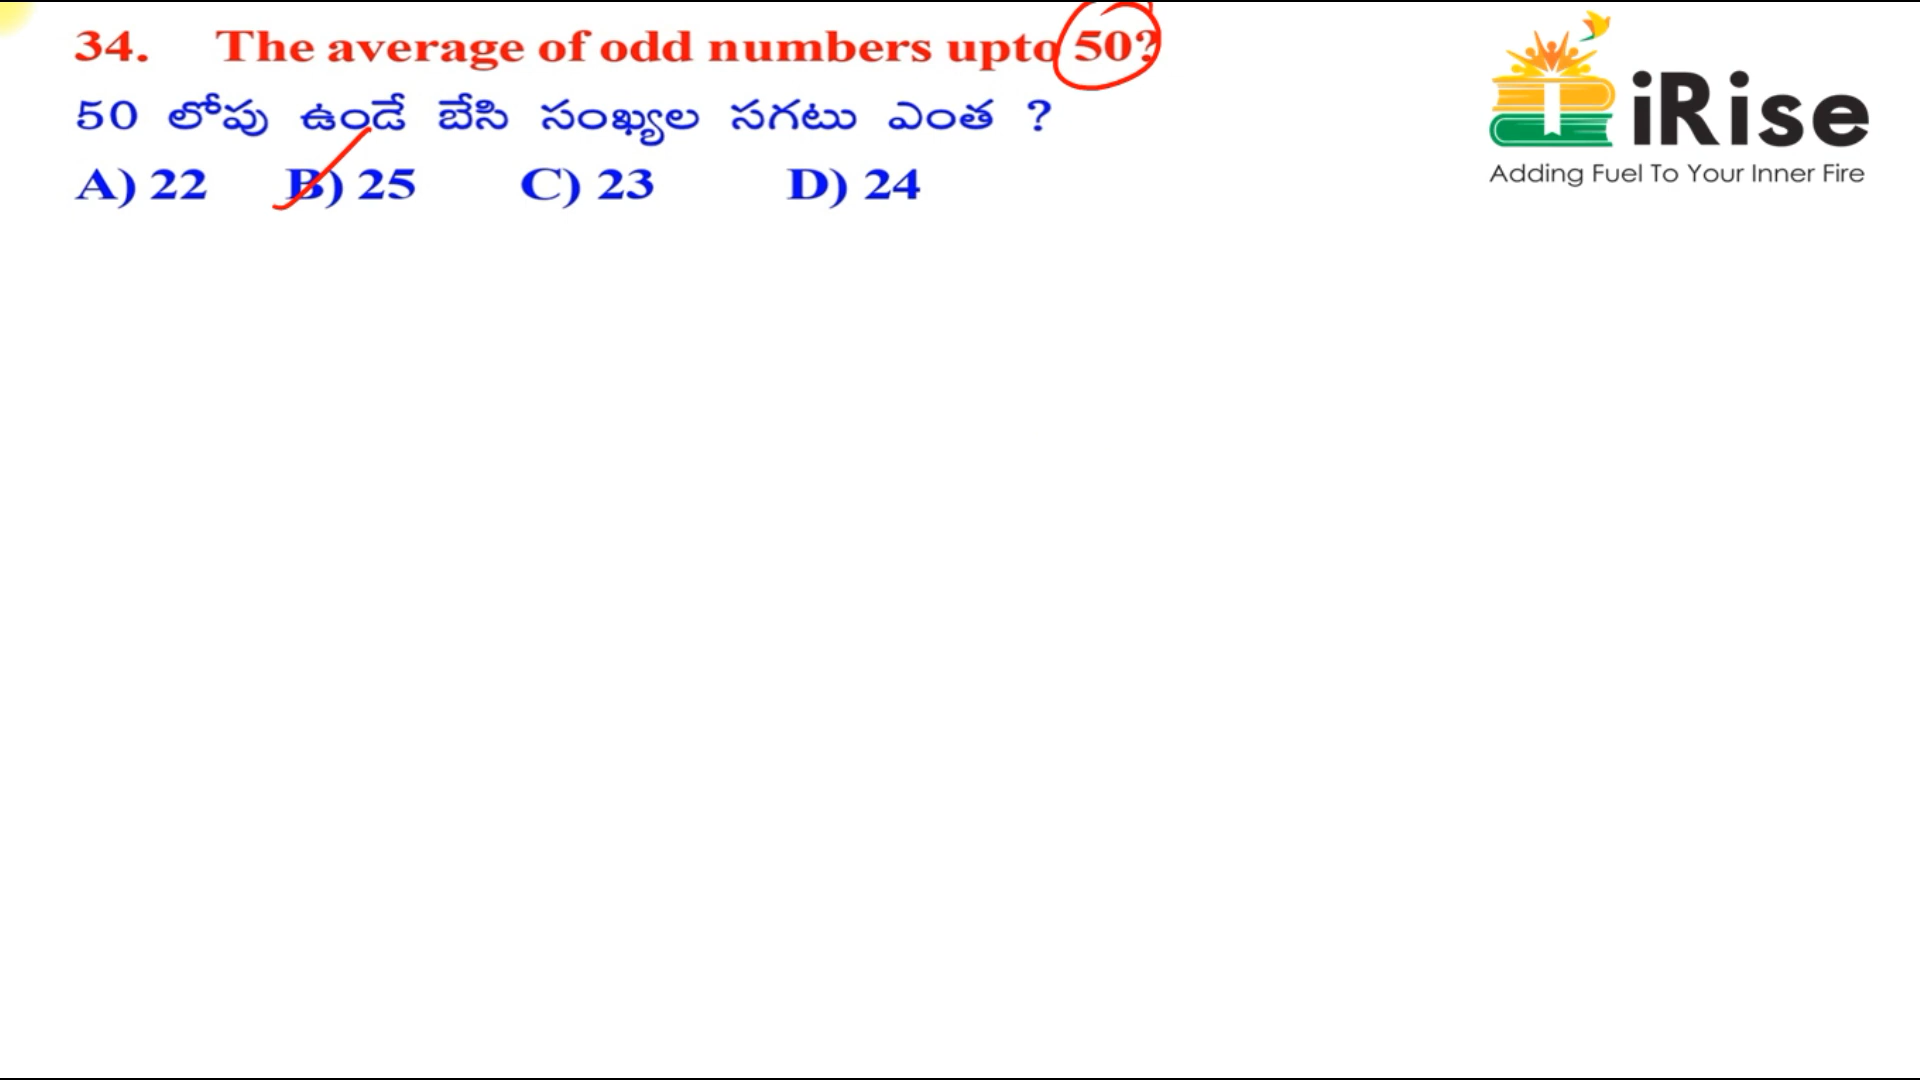 34. The average of odd numbers upto 50?
50 లోపు ఉండే బేసి సంఖ్యల సగటు ఎంత ?
A) 22 B) 25 C) 23 D) 24
iRise
Adding Fuel To Your Inner Fire